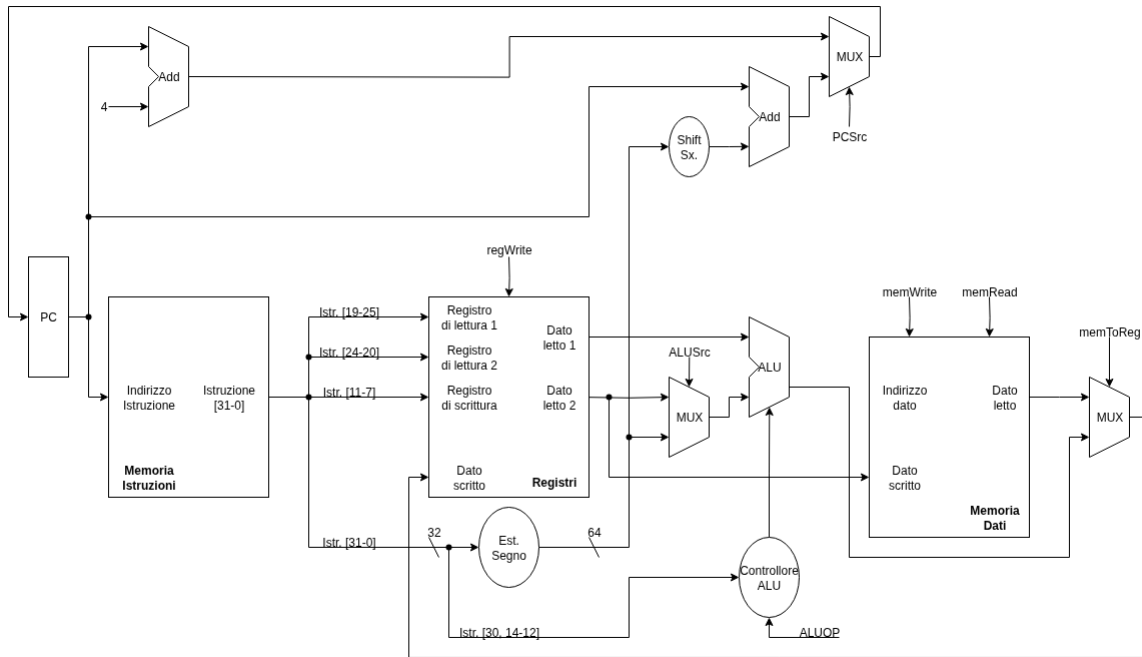 Add
4
MUX
PCSrc
Add
Shift
Sx.
PC
regWrite
Indirizzo
Istruzione
Istruzione
[31-0]
Memoria
Istruzioni
Istr. [19-25]
Istr. [24-20]
Istr. [11-7]
Istr. [31-0]
Registro
di lettura 1
Registro
di lettura 2
Registro
di scrittura
Dato
scritto
Dato
letto 1
Dato
letto 2
Registri
ALUSrc
MUX
ALU
memWrite
memRead
Indirizzo
dato
Dato
letto
Dato
scritto
Memoria
Dati
memToReg
MUX
32
Est.
Segno
64
Controllore
ALU
Istr. [30, 14-12]
ALUOP